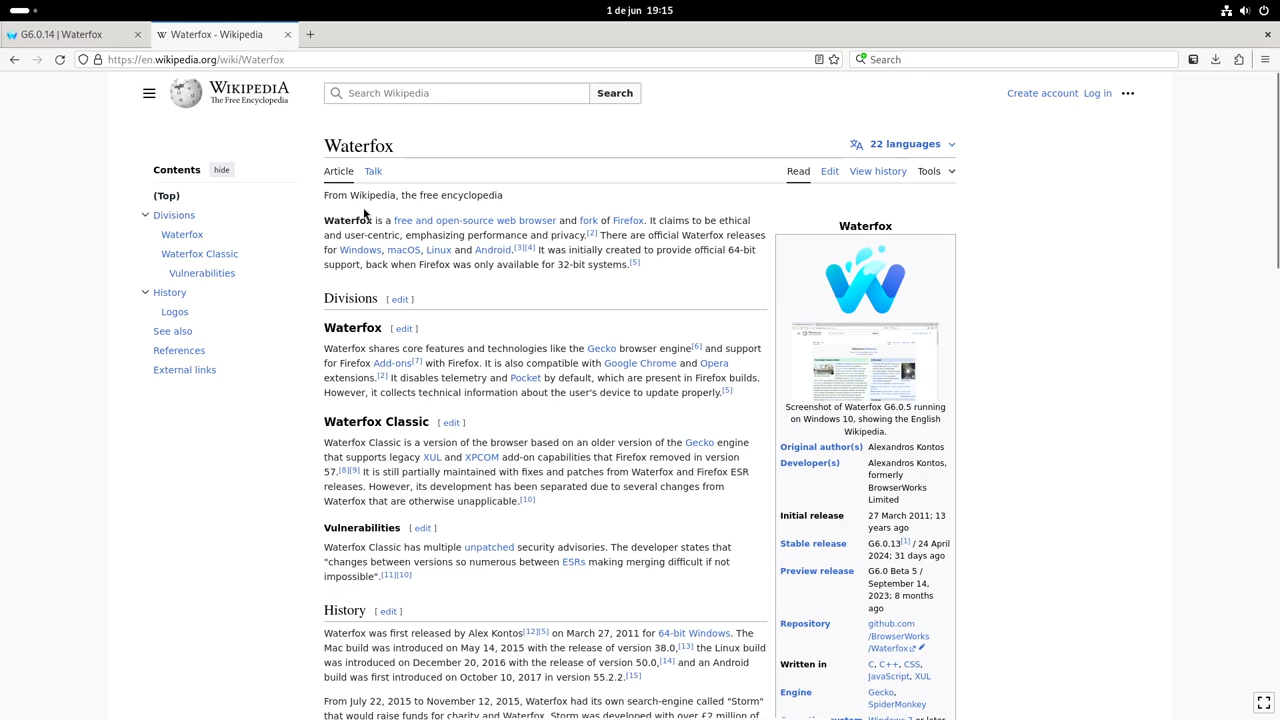 1 de jun 19:15
G6.0.14 | Waterfox
Waterfox - Wikipedia
https://en.wikipedia.org/wiki/Waterfox
Search
WIKIPEDIA
The Free Encyclopedia
Search Wikipedia
Search
Create account Log in
Contents hide
(Top)
Divisions
Waterfox
Waterfox Classic
Vulnerabilities
History
Logos
See also
References
External links
Waterfox
22 languages
Article Talk
Read Edit View history Tools
From Wikipedia, the free encyclopedia
Waterfox is a free and open-source web browser and fork of Firefox. It claims to be ethical
and user-centric, emphasizing performance and privacy.[2] There are official Waterfox releases
for Windows, macOS, Linux and Android.[3][4] It was initially created to provide official 64-bit
support, back when Firefox was only available for 32-bit systems.[5]
Divisions [ edit ]
Waterfox [ edit ]
Waterfox shares core features and technologies like the Gecko browser engine[6] and support
for Firefox Add-ons[7] with Firefox. It is also compatible with Google Chrome and Opera
extensions.[2] It disables telemetry and Pocket by default, which are present in Firefox builds.
However, it collects technical information about the user's device to update properly.[5]
Waterfox Classic [ edit ]
Waterfox Classic is a version of the browser based on an older version of the Gecko engine
that supports legacy XUL and XPCOM add-on capabilities that Firefox removed in version
57.[8][9] It is still partially maintained with fixes and patches from Waterfox and Firefox ESR
releases. However, its development has been separated due to several changes from
Waterfox that are otherwise unapplicable.[10]
Vulnerabilities [ edit ]
Waterfox Classic has multiple unpatched security advisories. The developer states that
"changes between versions so numerous between ESRs making merging difficult if not
impossible".[11][10]
History [ edit ]
Waterfox was first released by Alex Kontos[12][5] on March 27, 2011 for 64-bit Windows. The
Mac build was introduced on May 14, 2015 with the release of version 38.0,[13] the Linux build
was introduced on December 20, 2016 with the release of version 50.0,[14] and an Android
build was first introduced on October 10, 2017 in version 55.2.2.[15]
From July 22, 2015 to November 12, 2015, Waterfox had its own search-engine called "Storm"
that would raise funds for charity and Waterfox. Storm was developed with over £2 million of
Waterfox
Screenshot of Waterfox G6.0.5 running
on Windows 10, showing the English
Wikipedia.
Original author(s) Alexandros Kontos
Developer(s) Alexandros Kontos,
formerly
BrowserWorks
Limited
Initial release 27 March 2011; 13
years ago
Stable release G6.0.13[1] / 24 April
2024; 31 days ago
Preview release G6.0 Beta 5 /
September 14,
2023; 8 months
ago
Repository github.com
/BrowserWorks
/Waterfox
Written in C, C++, CSS,
JavaScript, XUL
Engine Gecko,
SpiderMonkey
Operating system Windows 7 or later